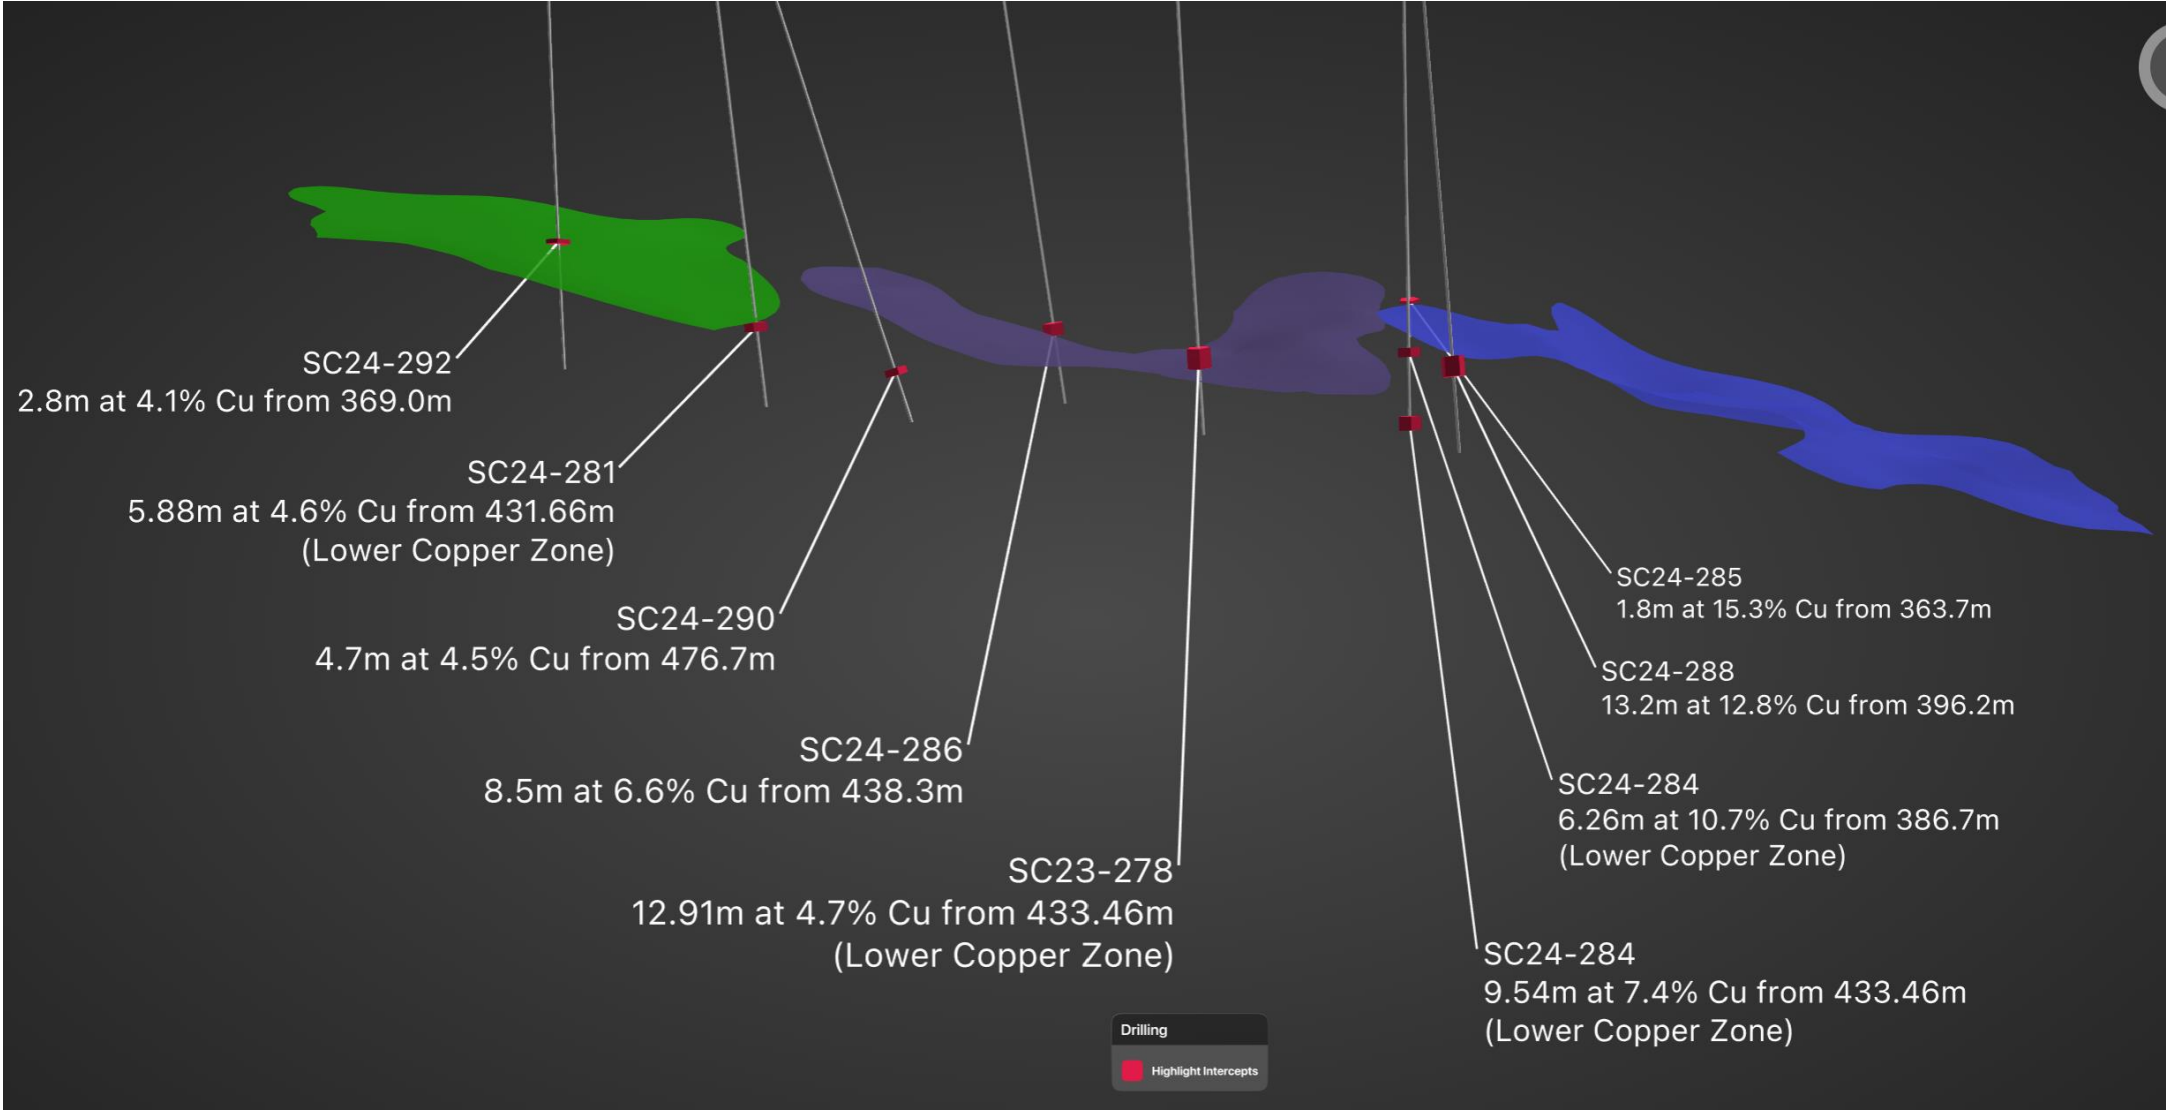 SC24-292
2.8m at 4.1% Cu from 369.0m
SC24-281
5.88m at 4.6% Cu from 431.66m
(Lower Copper Zone)
SC24-290
4.7m at 4.5% Cu from 476.7m
SC24-286
8.5m at 6.6% Cu from 438.3m
SC23-278
12.91m at 4.7% Cu from 433.46m
(Lower Copper Zone)
SC24-285
1.8m at 15.3% Cu from 363.7m
SC24-288
13.2m at 12.8% Cu from 396.2m
SC24-284
6.26m at 10.7% Cu from 386.7m
(Lower Copper Zone)
SC24-284
9.54m at 7.4% Cu from 433.46m
(Lower Copper Zone)
Drilling
Highlight Intercepts